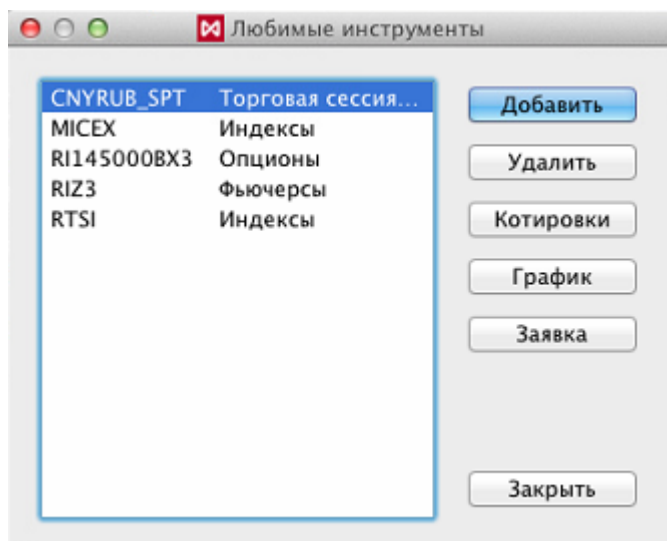 Любимые инструменты
CNYRUB_SPT Торговая сессия...
MICEX Индексы
RI145000BX3 Опционы
RIZ3 Фьючерсы
RTSI Индексы
Добавить
Удалить
Котировки
График
Заявка
Закрыть